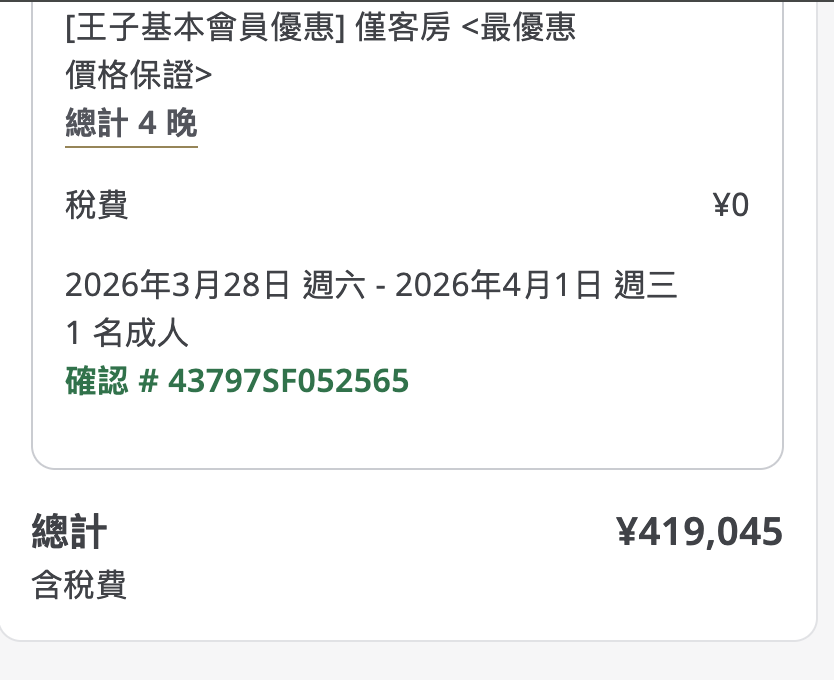 [王子基本會員優惠] 僅客房 <最優惠
價格保證>
總計 4 晚
稅費 ¥0
2026年3月28日 週六 - 2026年4月1日 週三
1 名成人
確認 # 43797SF052565
總計 ¥419,045
含稅費